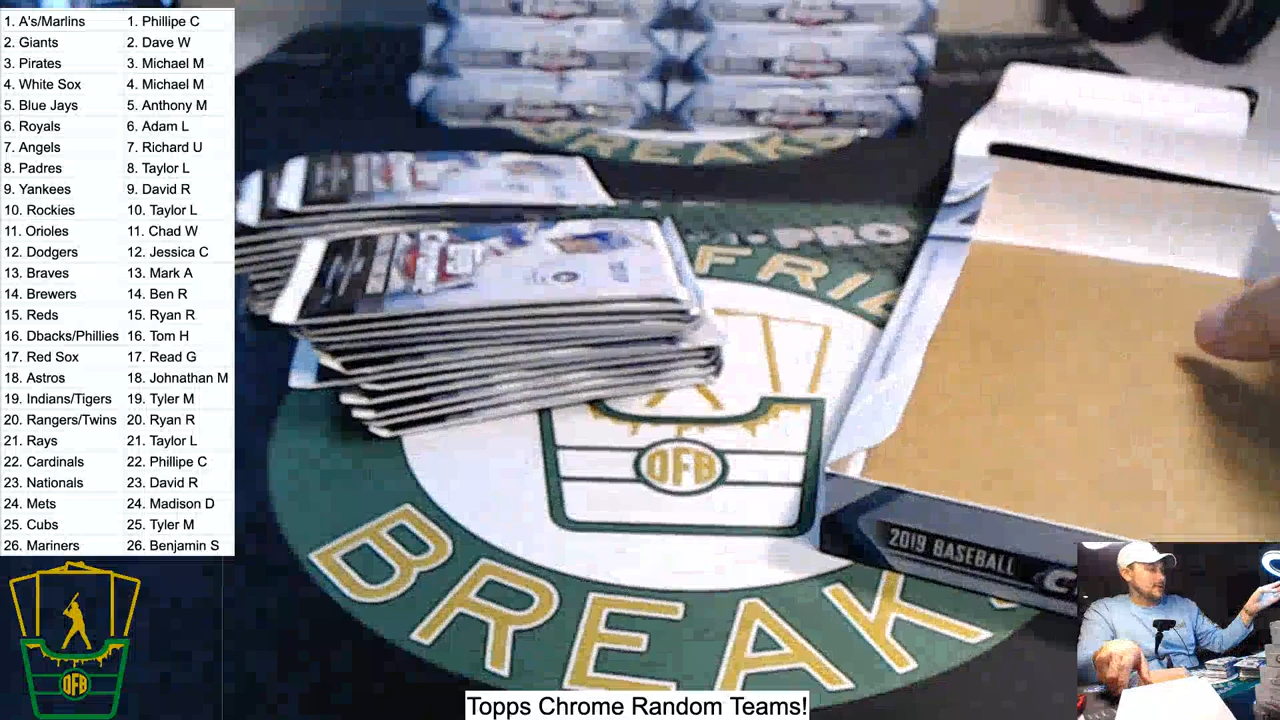 1. A's/Marlins 1. Phillipe C
2. Giants 2. Dave W
3. Pirates 3. Michael M
4. White Sox 4. Michael M
5. Blue Jays 5. Anthony M
6. Royals 6. Adam L
7. Angels 7. Richard U
8. Padres 8. Taylor L
9. Yankees 9. David R
10. Rockies 10. Taylor L
11. Orioles 11. Chad W
12. Dodgers 12. Jessica C
13. Braves 13. Mark A
14. Brewers 14. Ben R
15. Reds 15. Ryan R
16. Dbacks/Phillies 16. Tom H
17. Red Sox 17. Read G
18. Astros 18. Johnathan M
19. Indians/Tigers 19. Tyler M
20. Rangers/Twins 20. Ryan R
21. Rays 21. Taylor L
22. Cardinals 22. Phillipe C
23. Nationals 23. David R
24. Mets 24. Madison D
25. Cubs 25. Tyler M
26. Mariners 26. Benjamin S
BREAKS
PRO
FRI
OFB
2019 BASEBALL
BREAK
OFB
Topps Chrome Random Teams!